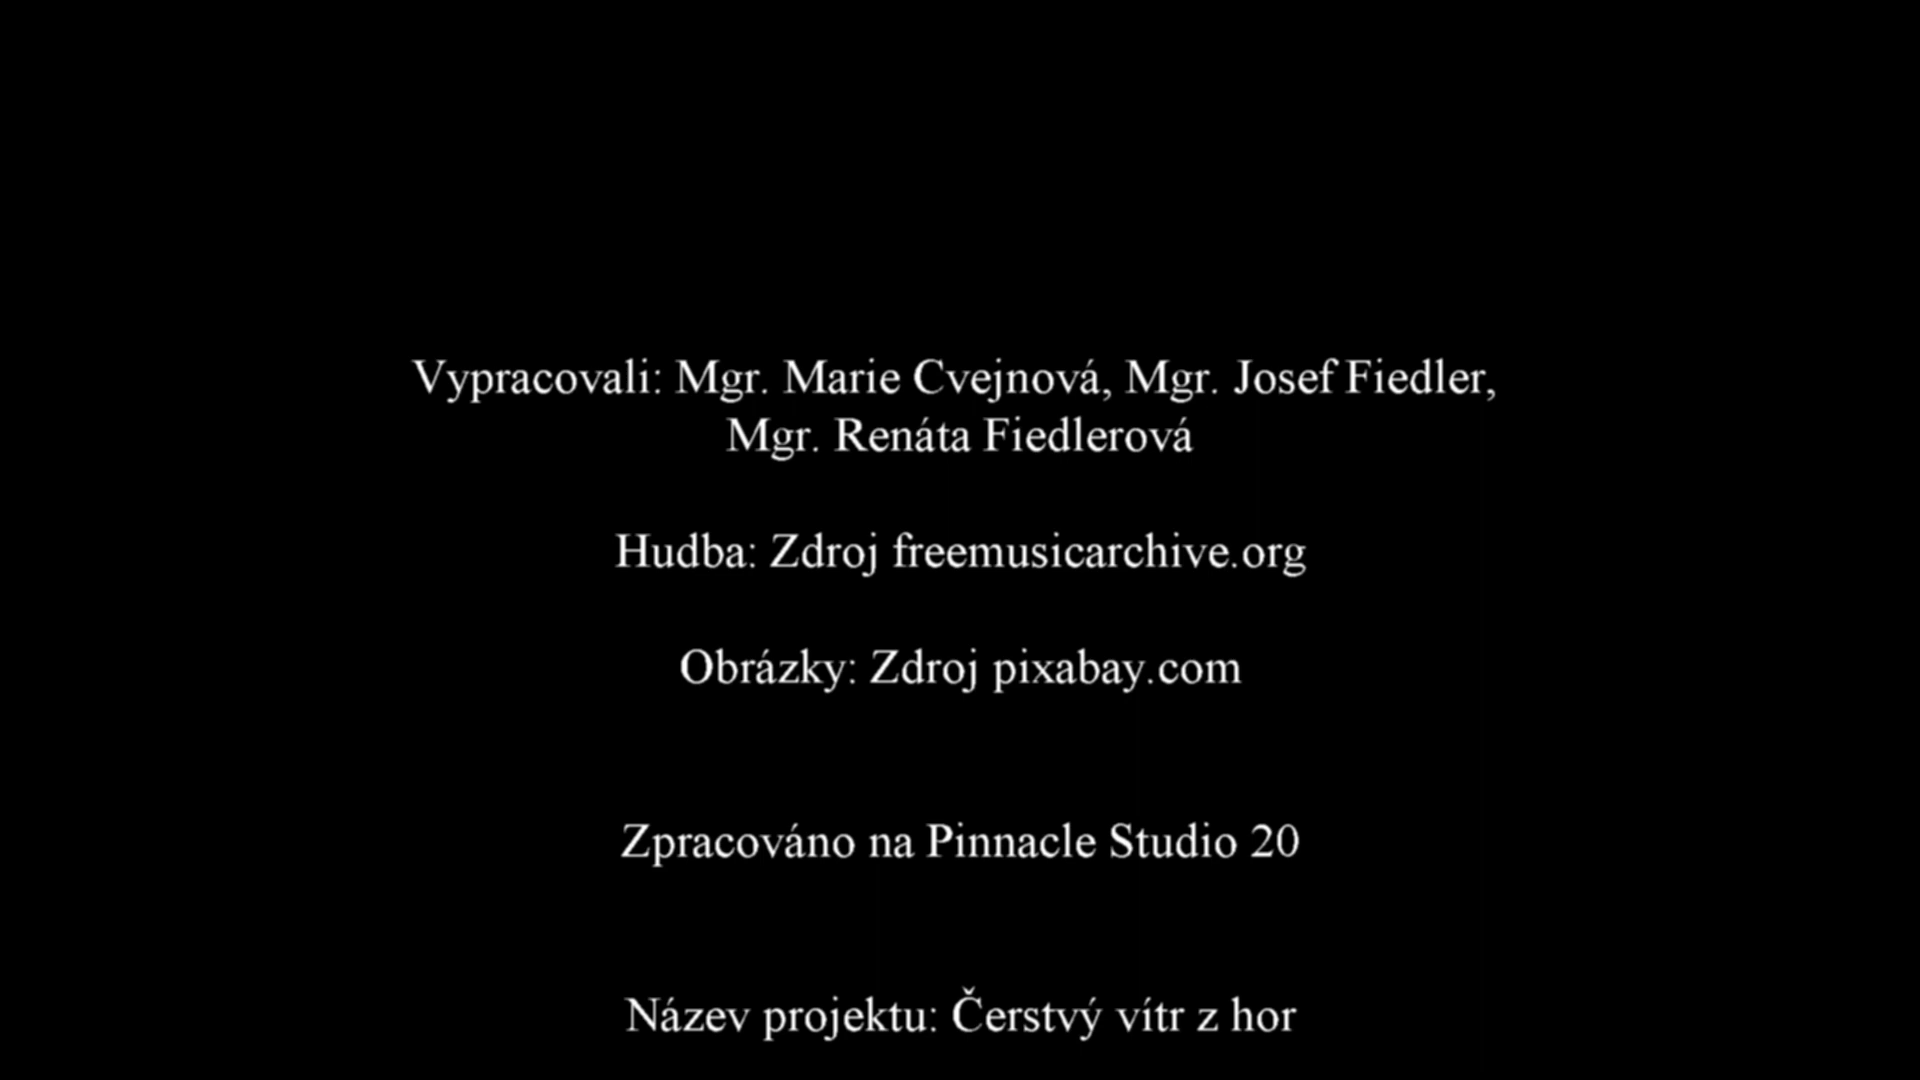 Vypracovali: Mgr. Marie Cvejnová, Mgr. Josef Fiedler,
Mgr. Renáta Fiedlerová
Hudba: Zdroj freemusicarchive.org
Obrázky: Zdroj pixabay.com
Zpracováno na Pinnacle Studio 20
Název projektu: Čerstvý vítr z hor